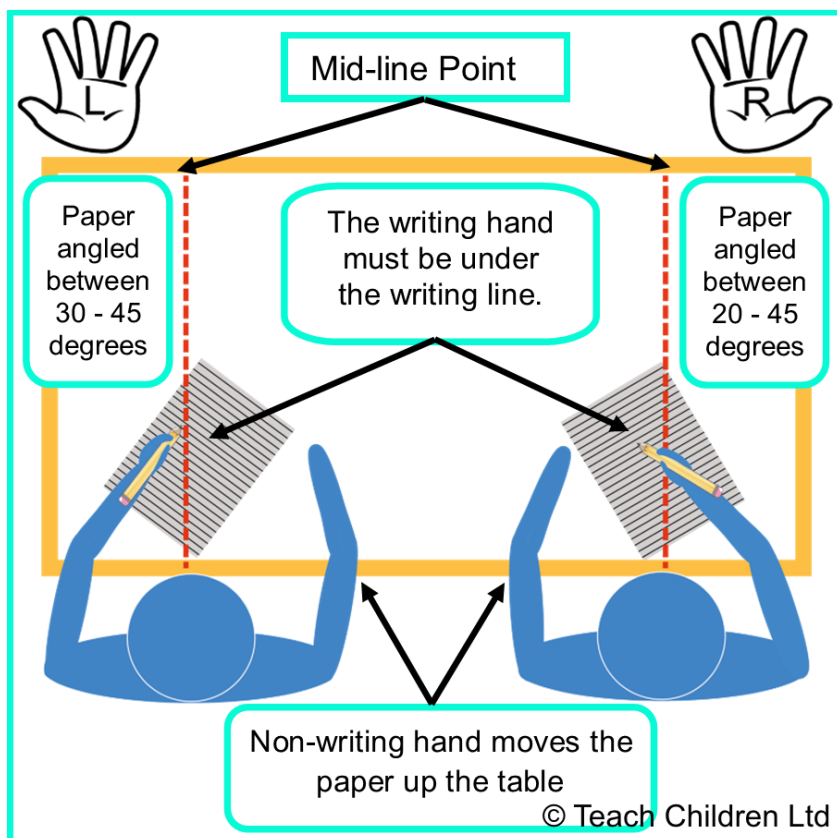 L
Mid-line Point
R
Paper
angled
between
30 - 45
degrees
The writing hand
must be under
the writing line.
Paper
angled
between
20 - 45
degrees
Non-writing hand moves the
paper up the table
© Teach Children Ltd